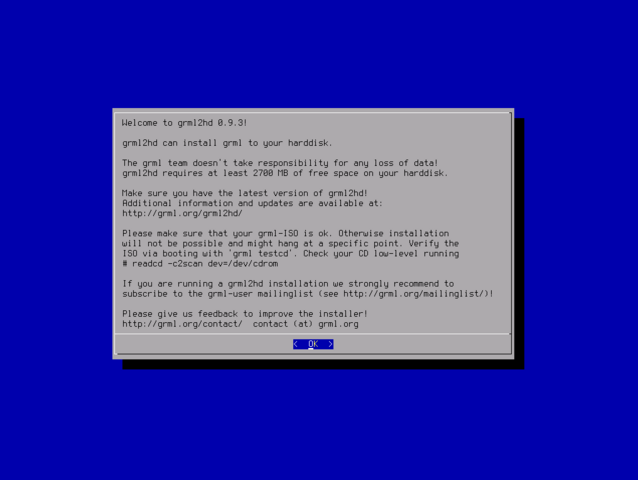 Welcome to grml2hd 0.9.3!
grml2hd can install grml to your harddisk.
The grml team doesn't take responsibility for any loss of data!
grml2hd requires at least 2700 MB of free space on your harddisk.
Make sure you have the latest version of grml2hd!
Additional information and updates are available at:
http://grml.org/grml2hd/
Please make sure that your grml-ISO is ok. Otherwise installation
will not be possible and might hang at a specific point. Verify the
ISO via booting with 'grml testcd'. Check your CD low-level running
# readcd -c2scan dev=/dev/cdrom
If you are running a grml2hd installation we strongly recommend to
subscribe to the grml-user mailinglist (see http://grml.org/mailinglist/)!
Please give us feedback to improve the installer!
http://grml.org/contact/  contact (at) grml.org
<  OK  >